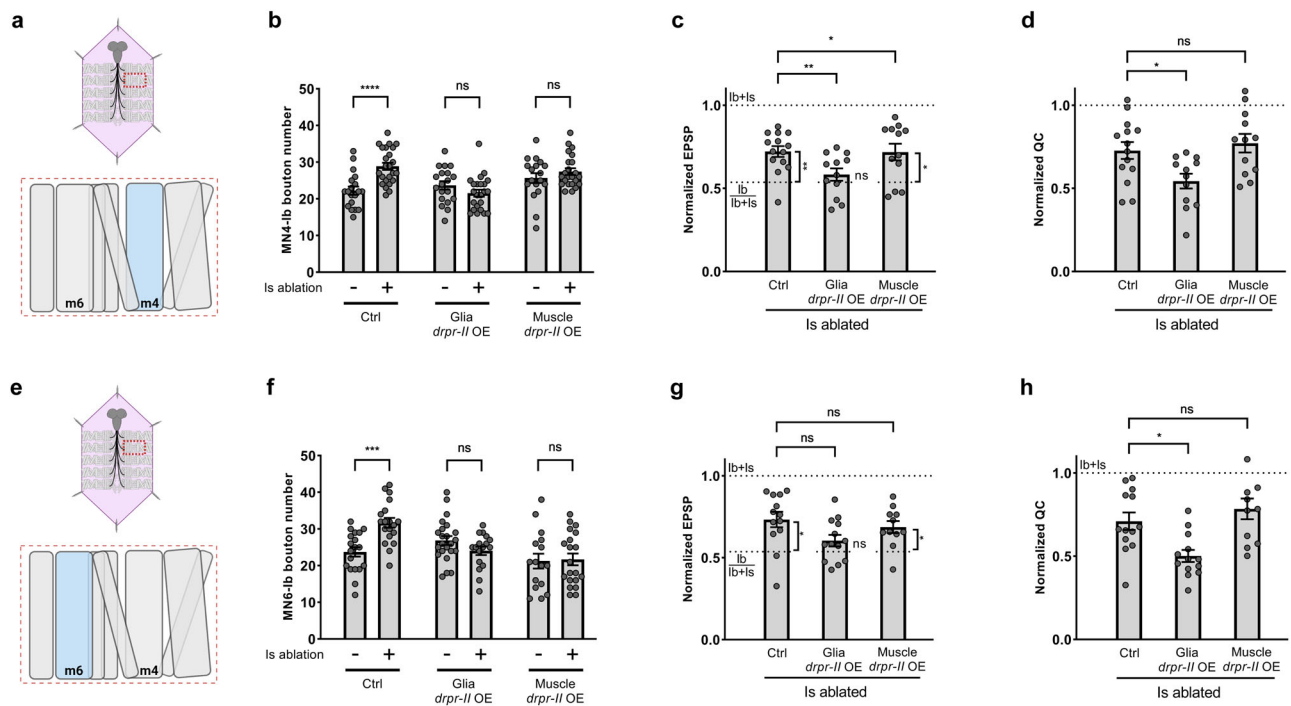 a
m6
m4
b
MN4-Ib bouton number
50
40
30
20
10
0
****
ns
ns
Is ablation
- + - + - +
Ctrl
Glia
drpr-II OE
Muscle
drpr-II OE
c
Normalized EPSP
1.0
0.5
0.0
Ib+Is
Ib
Ib+Is
*
**
**
ns
*
Ctrl
Glia
drpr-II OE
Muscle
drpr-II OE
Is ablated
d
Normalized QC
1.0
0.5
0.0
ns
*
Ctrl
Glia
drpr-II OE
Muscle
drpr-II OE
Is ablated
e
m6
m4
f
MN6-Ib bouton number
50
40
30
20
10
0
***
ns
ns
Is ablation
- + - + - +
Ctrl
Glia
drpr-II OE
Muscle
drpr-II OE
g
Normalized EPSP
1.0
0.5
0.0
Ib+Is
Ib
Ib+Is
ns
ns
*
ns
*
Ctrl
Glia
drpr-II OE
Muscle
drpr-II OE
Is ablated
h
Normalized QC
1.0
0.5
0.0
ns
*
Ctrl
Glia
drpr-II OE
Muscle
drpr-II OE
Is ablated